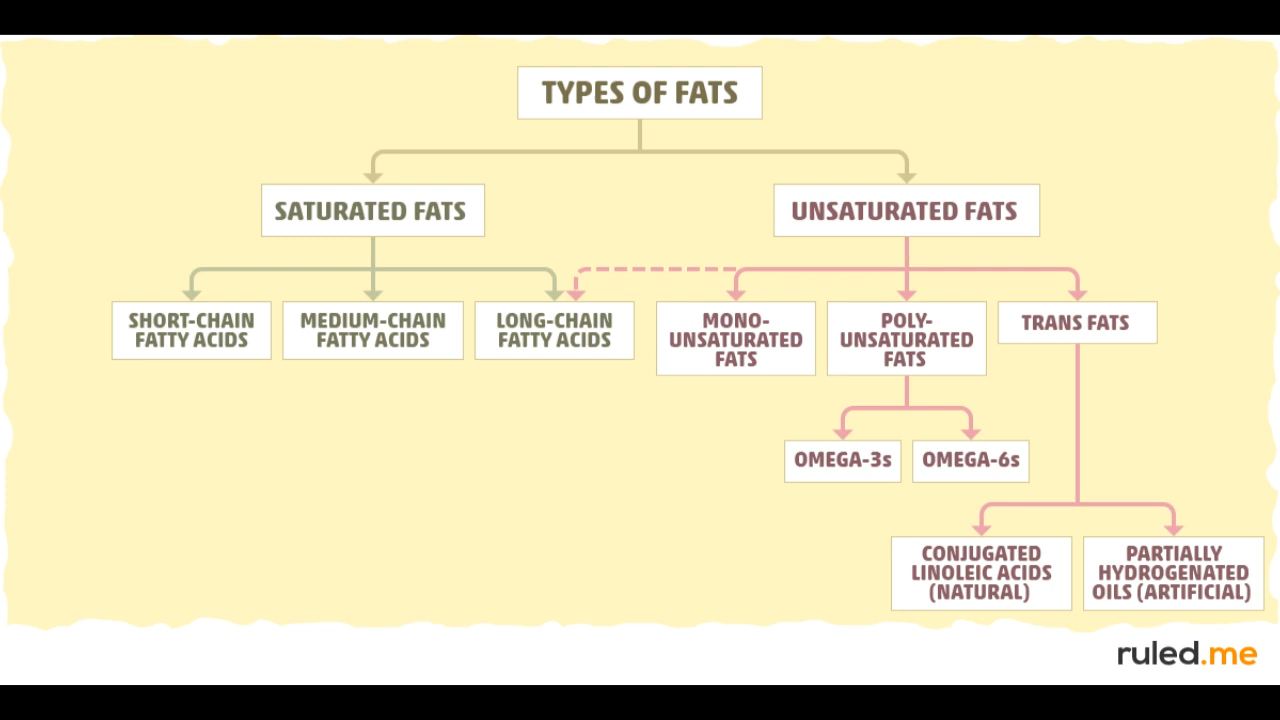 TYPES OF FATS
SATURATED FATS
UNSATURATED FATS
SHORT-CHAIN
FATTY ACIDS
MEDIUM-CHAIN
FATTY ACIDS
LONG-CHAIN
FATTY ACIDS
MONO-
UNSATURATED
FATS
POLY-
UNSATURATED
FATS
TRANS FATS
OMEGA-3s
OMEGA-6s
CONJUGATED
LINOLEIC ACIDS
(NATURAL)
PARTIALLY
HYDROGENATED
OILS (ARTIFICIAL)
ruled.me